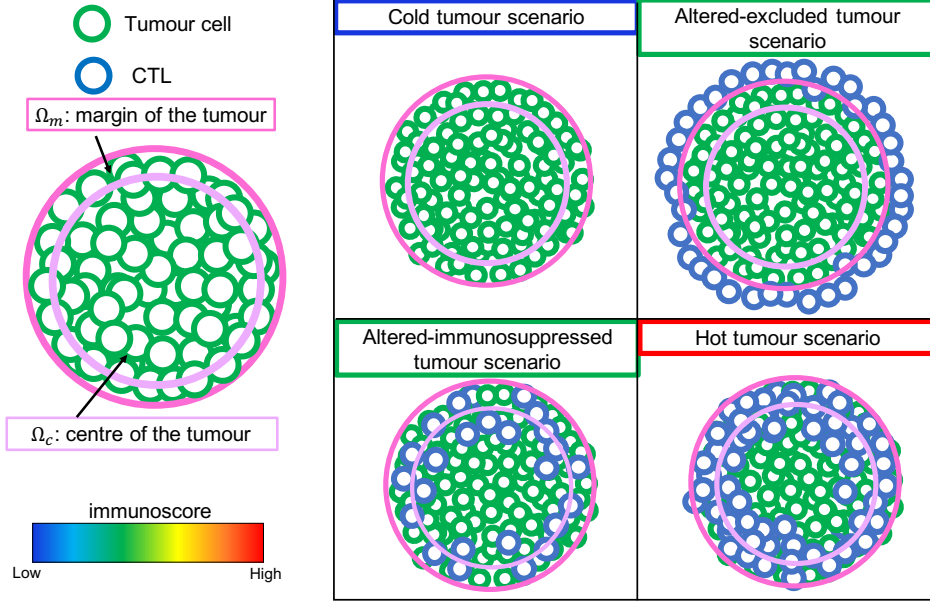 Tumour cell
CTL
Ω𝑚: margin of the tumour
Ω𝑐: centre of the tumour
immunoscore
Low
High
Cold tumour scenario
Altered-excluded tumour
scenario
Altered-immunosuppressed
tumour scenario
Hot tumour scenario